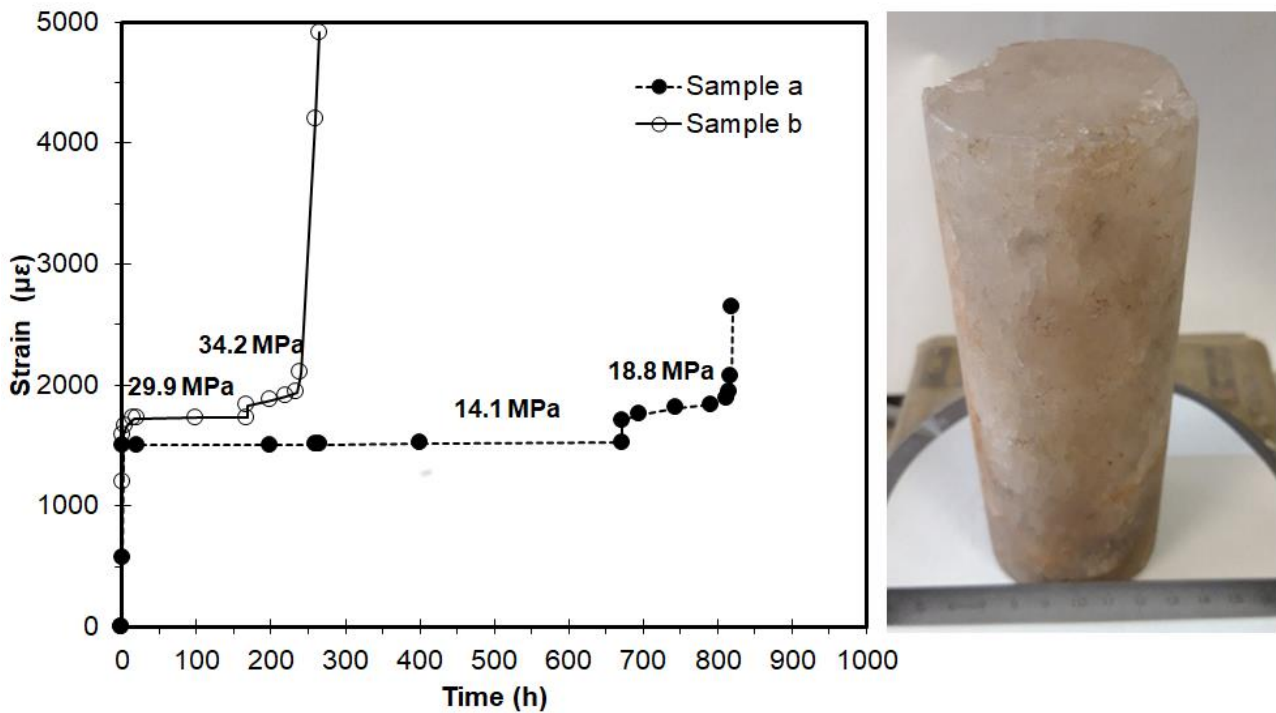 5000
4000
3000
2000
1000
0
Strain (με)
Sample a
Sample b
34.2 MPa
29.9 MPa
18.8 MPa
14.1 MPa
0 100 200 300 400 500 600 700 800 900 1000
Time (h)